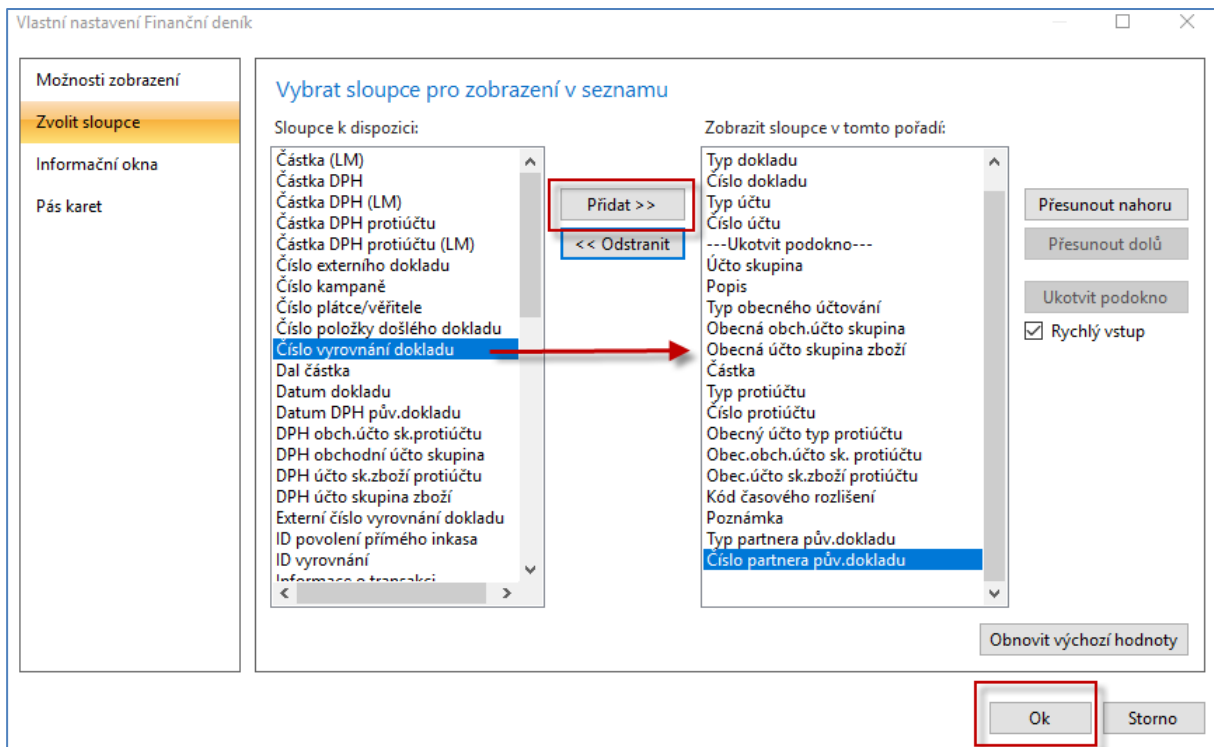 Vlastní nastavení Finanční deník
Možnosti zobrazení
Zvolit sloupce
Informační okna
Pás karet
Vybrat sloupce pro zobrazení v seznamu
Sloupce k dispozici:
Částka (LM)
Částka DPH
Částka DPH (LM)
Částka DPH protiúčtu
Částka DPH protiúčtu (LM)
Číslo externího dokladu
Číslo kampaně
Číslo plátce/věřitele
Číslo položky došlého dokladu
Číslo vyrovnání dokladu
Dal částka
Datum dokladu
Datum DPH pův.dokladu
DPH obch.účto sk.protiúčtu
DPH obchodní účto skupina
DPH účto sk.zboží protiúčtu
DPH účto skupina zboží
Externí číslo vyrovnání dokladu
ID povolení přímého inkasa
ID vyrovnání
Informace o transakci
Přidat >>
<< Odstranit
Zobrazit sloupce v tomto pořadí:
Typ dokladu
Číslo dokladu
Typ účtu
Číslo účtu
---Ukotvit podokno---
Účto skupina
Popis
Typ obecného účtování
Obecná obch.účto skupina
Obecná účto skupina zboží
Částka
Typ protiúčtu
Číslo protiúčtu
Obecný účto typ protiúčtu
Obec.obch.účto sk. protiúčtu
Obec.účto sk.zboží protiúčtu
Kód časového rozlišení
Poznámka
Typ partnera pův.dokladu
Číslo partnera pův.dokladu
Přesunout nahoru
Přesunout dolů
Ukotvit podokno
Rychlý vstup
Obnovit výchozí hodnoty
Ok
Storno